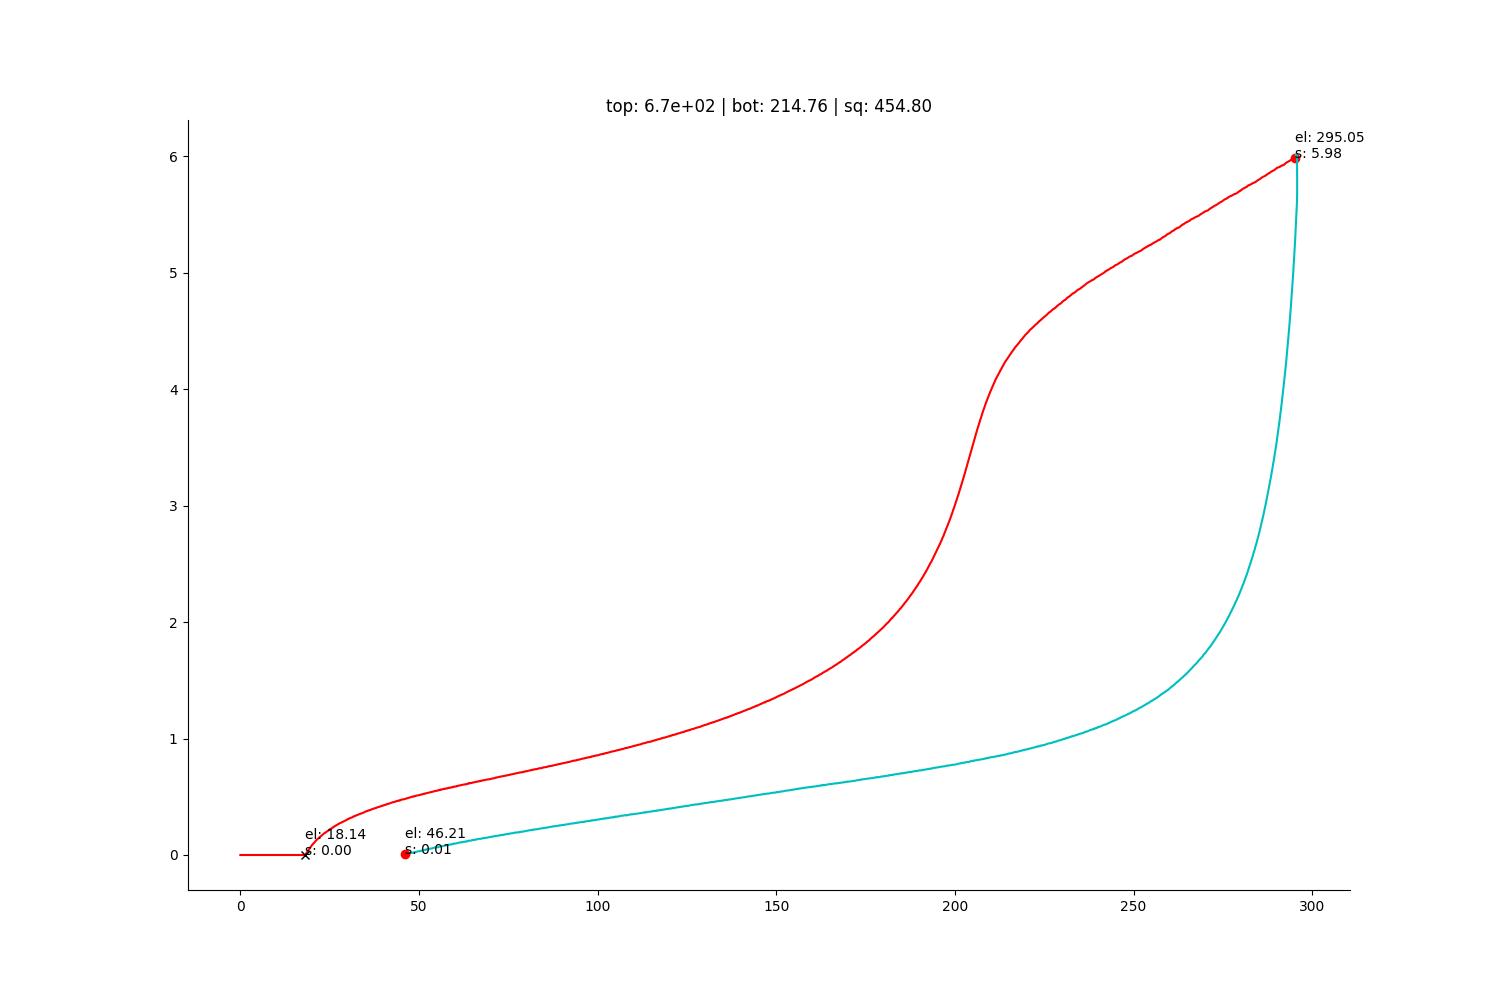 top: 6.7e+02 | bot: 214.76 | sq: 454.80
el: 295.05
s: 5.98
6
5
4
3
2
1
0
el: 18.14
s: 0.00
el: 46.21
s: 0.01
0
50
100
150
200
250
300